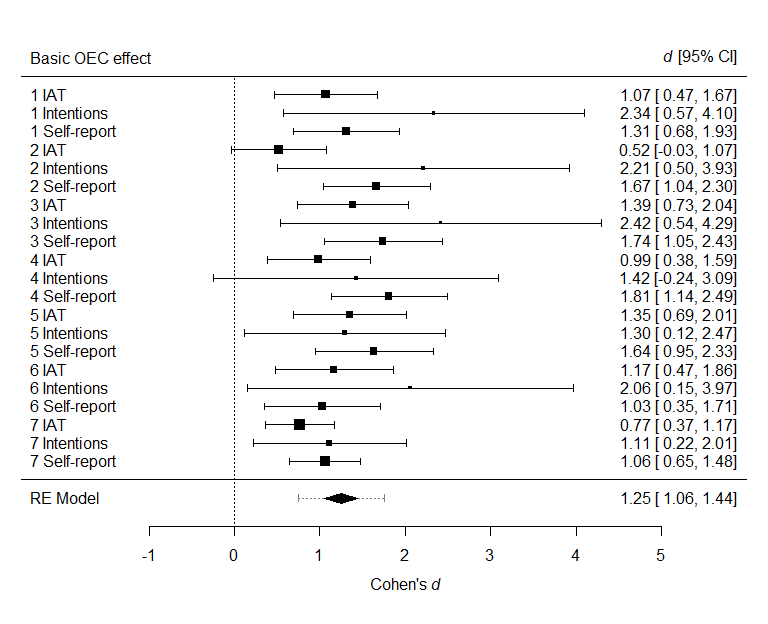 Basic OEC effect d [95% CI]
1 IAT 1.07 [ 0.47, 1.67]
1 Intentions 2.34 [ 0.57, 4.10]
1 Self-report 1.31 [ 0.68, 1.93]
2 IAT 0.52 [-0.03, 1.07]
2 Intentions 2.21 [ 0.50, 3.93]
2 Self-report 1.67 [ 1.04, 2.30]
3 IAT 1.39 [ 0.73, 2.04]
3 Intentions 2.42 [ 0.54, 4.29]
3 Self-report 1.74 [ 1.05, 2.43]
4 IAT 0.99 [ 0.38, 1.59]
4 Intentions 1.42 [-0.24, 3.09]
4 Self-report 1.81 [ 1.14, 2.49]
5 IAT 1.35 [ 0.69, 2.01]
5 Intentions 1.30 [ 0.12, 2.47]
5 Self-report 1.64 [ 0.95, 2.33]
6 IAT 1.17 [ 0.47, 1.86]
6 Intentions 2.06 [ 0.15, 3.97]
6 Self-report 1.03 [ 0.35, 1.71]
7 IAT 0.77 [ 0.37, 1.17]
7 Intentions 1.11 [ 0.22, 2.01]
7 Self-report 1.06 [ 0.65, 1.48]
RE Model 1.25 [ 1.06, 1.44]
-1 0 1 2 3 4 5
Cohen's d